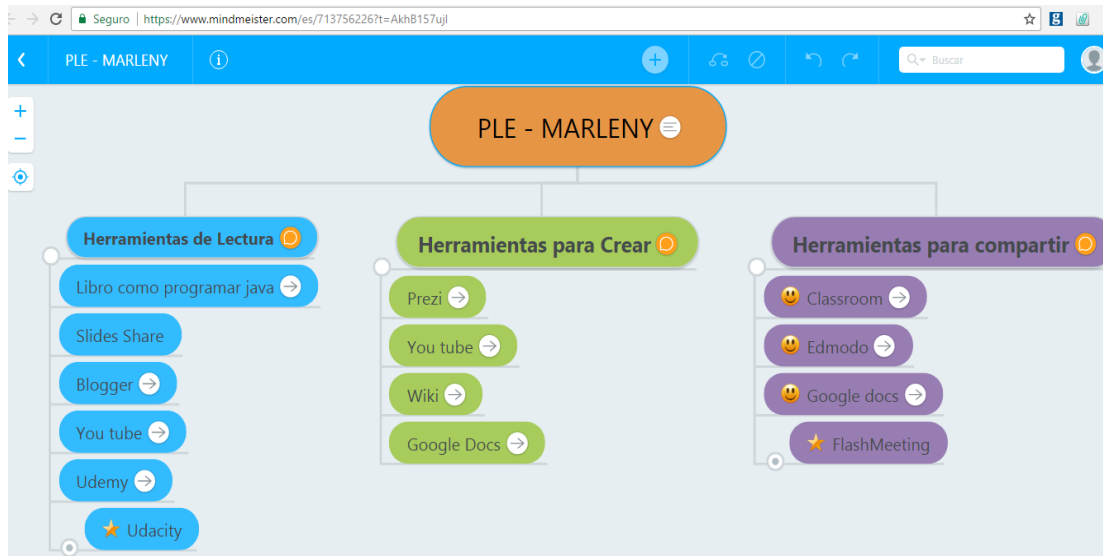 Seguro | https://www.mindmeister.com/es/713756226?t=AkhB157ujl
PLE - MARLENY
Buscar
PLE - MARLENY
Herramientas de Lectura
Libro como programar java
Slides Share
Blogger
You tube
Udemy
Udacity
Herramientas para Crear
Prezi
You tube
Wiki
Google Docs
Herramientas para compartir
Classroom
Edmodo
Google docs
FlashMeeting